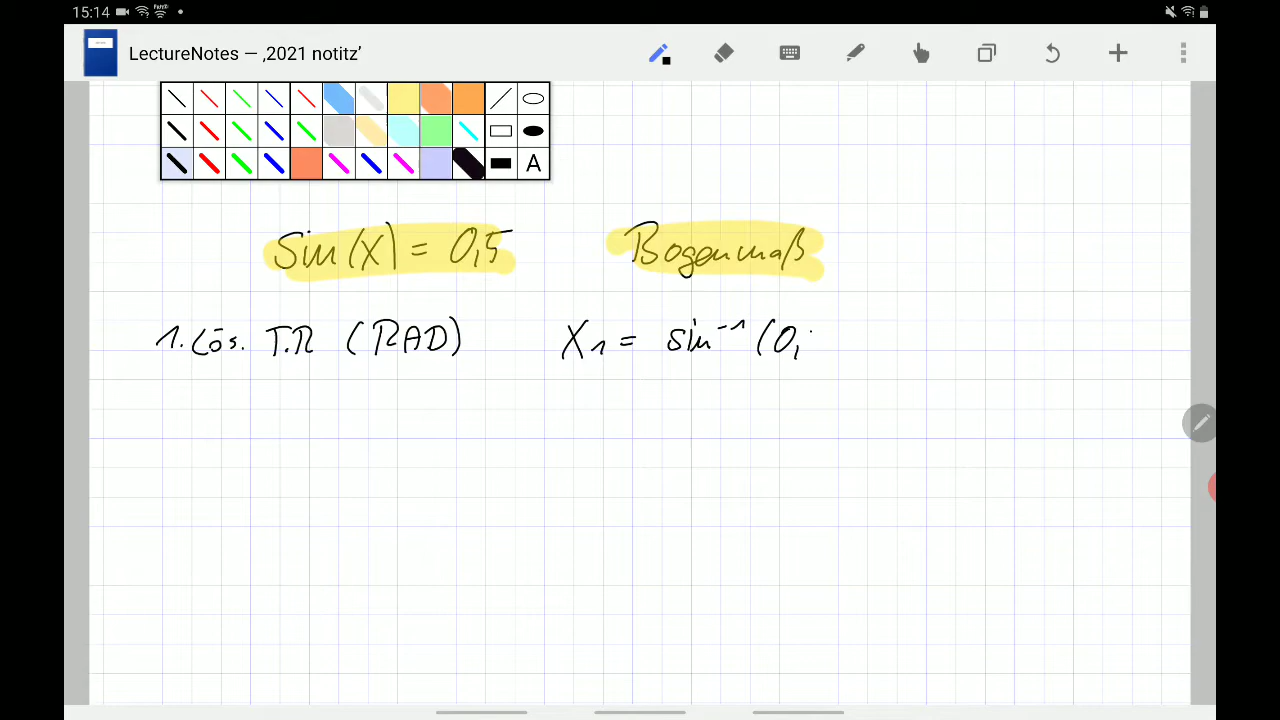 15:14
LectureNotes — ‚2021 notitz’
A
Sin(x) = 0,5 Bogenmaß
1. Lös. T.R (RAD) X₁ = sin⁻¹ (0,